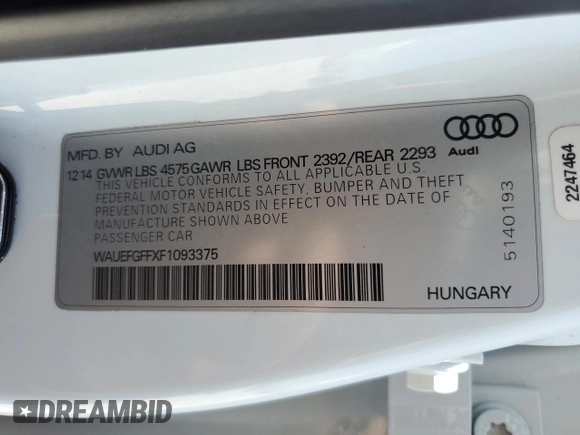 MFD. BY AUDI AG
12 14 GVWR LBS 4575 GAWR LBS FRONT 2392/REAR 2293
THIS VEHICLE CONFORMS TO ALL APPLICABLE U.S.
FEDERAL MOTOR VEHICLE SAFETY, BUMPER AND THEFT
PREVENTION STANDARDS IN EFFECT ON THE DATE OF
MANUFACTURE SHOWN ABOVE
PASSENGER CAR
WAUEFGFFXF1093375
HUNGARY
Audi
5140193
2247464
DREAMBID